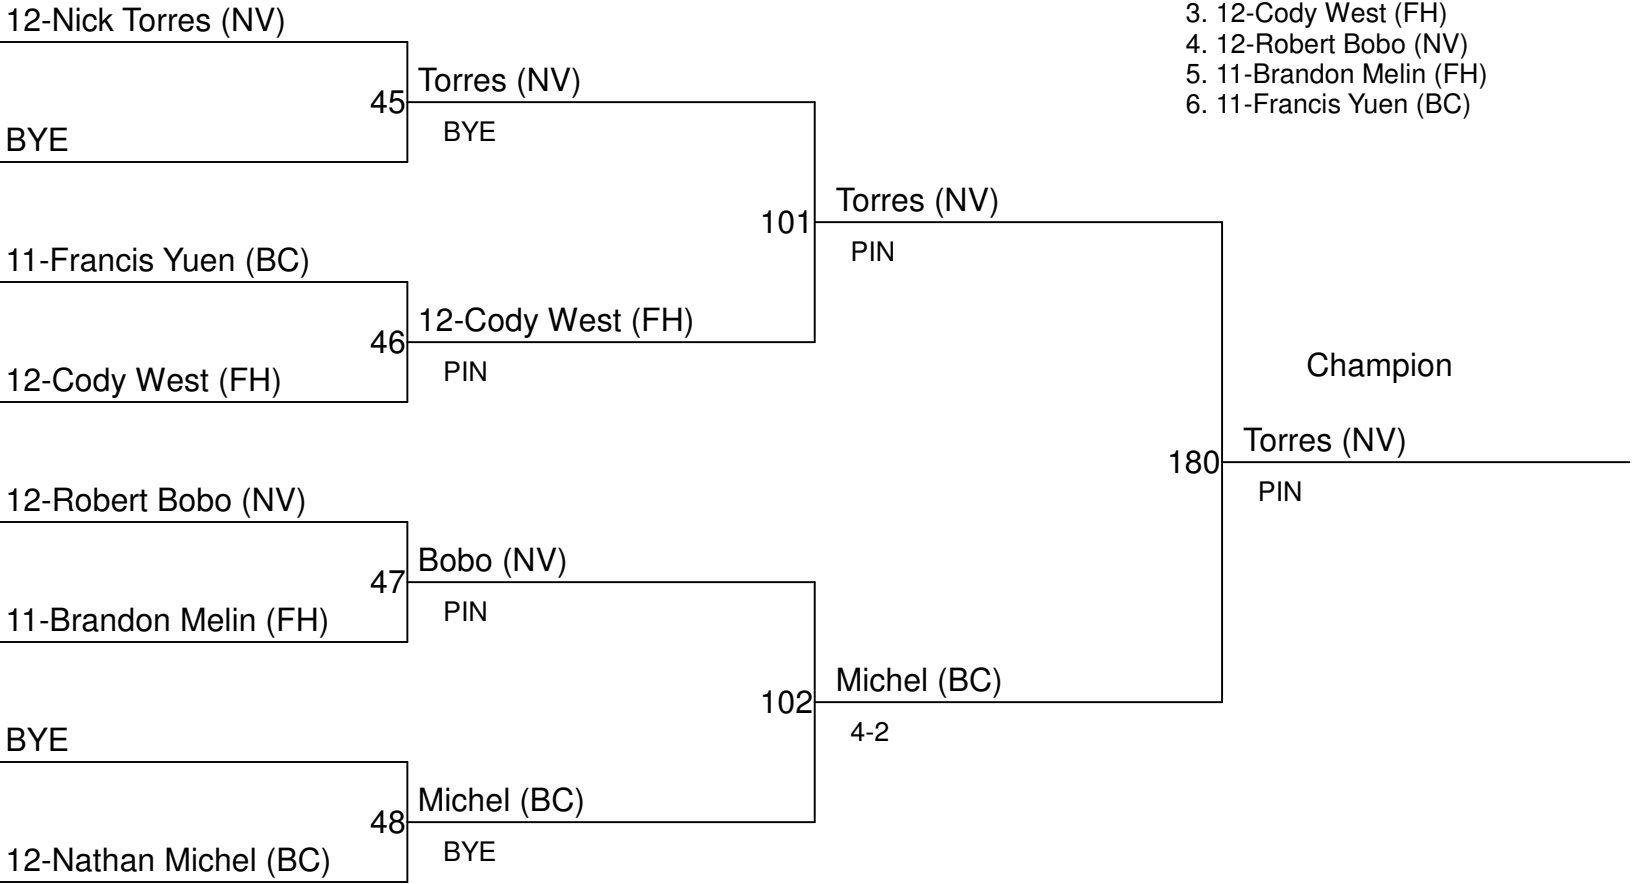 12-Nick Torres (NV)
3. 12-Cody West (FH)
4. 12-Robert Bobo (NV)
5. 11-Brandon Melin (FH)
6. 11-Francis Yuen (BC)
45
Torres (NV)
BYE
BYE
101
Torres (NV)
PIN
11-Francis Yuen (BC)
46
12-Cody West (FH)
PIN
12-Cody West (FH)
Champion
180
Torres (NV)
PIN
12-Robert Bobo (NV)
47
Bobo (NV)
PIN
11-Brandon Melin (FH)
102
Michel (BC)
4-2
BYE
48
Michel (BC)
BYE
12-Nathan Michel (BC)